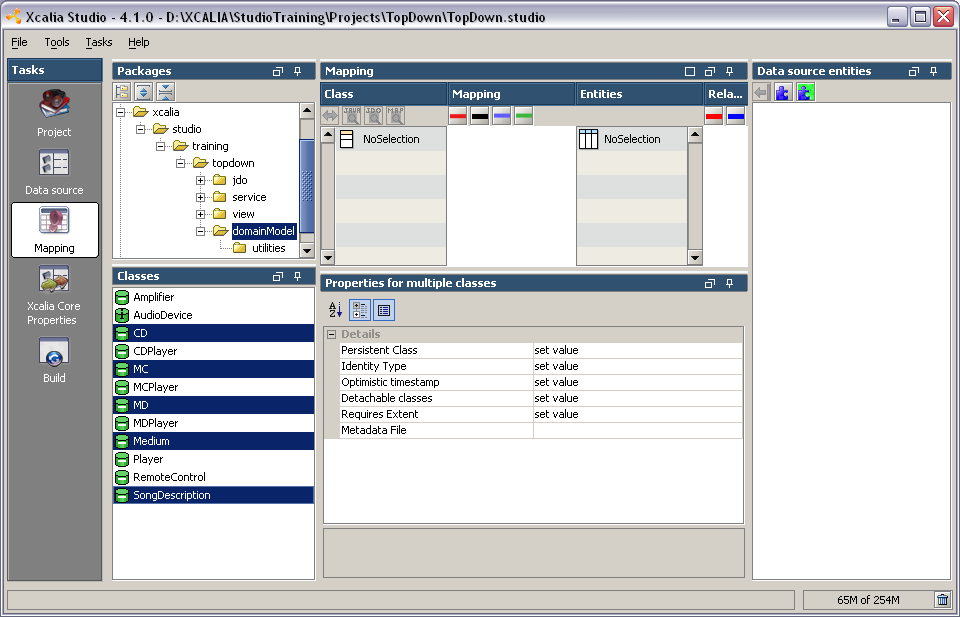 Xcalia Studio - 4.1.0 - D:\XCALIA\StudioTraining\Projects\TopDown\TopDown.studio
File Tools Tasks Help
Tasks
Project
Data source
Mapping
Xcalia Core
Properties
Build
Packages
xcalia
studio
training
topdown
jdo
service
view
domainModel
utilities
Classes
Amplifier
AudioDevice
CD
CDPlayer
MC
MCPlayer
MD
MDPlayer
Medium
Player
RemoteControl
SongDescription
Mapping
Class Mapping Entities Rela...
JAVA JDO MAP
NoSelection NoSelection
Properties for multiple classes
A
Z
Details
Persistent Class set value
Identity Type set value
Optimistic timestamp set value
Detachable classes set value
Requires Extent set value
Metadata File
Data source entities
65M of 254M